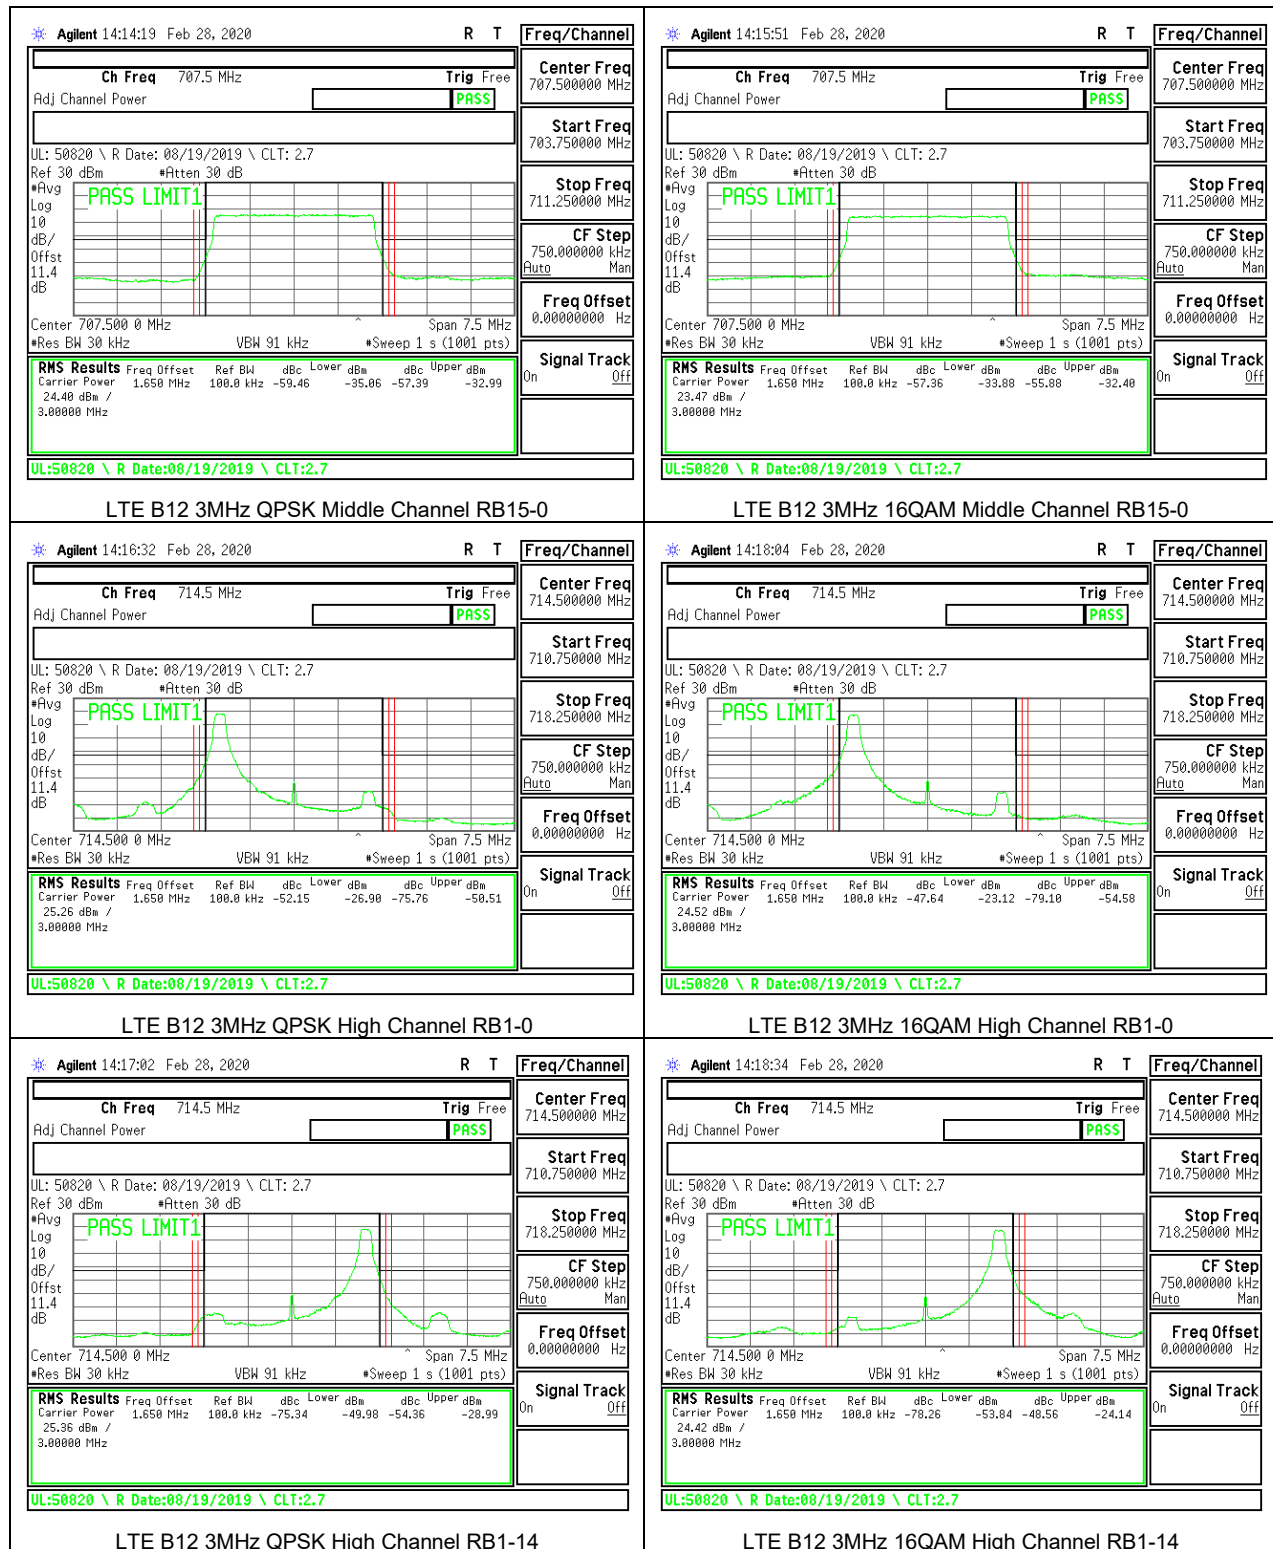 Agilent 14:14:19 Feb 28, 2020 R T Freq/Channel
Ch Freq 707.5 MHz Trig Free
Adj Channel Power PASS
UL: 50820 \ R Date: 08/19/2019 \ CLT: 2.7
Ref 30 dBm #Atten 30 dB
#Avg
Log
10
dB/
Offst
11.4
dB
PASS LIMIT1
Center 707.500 0 MHz Span 7.5 MHz
#Res BW 30 kHz VBW 91 kHz #Sweep 1 s (1001 pts)
RMS Results Freq Offset Ref BW dBc Lower dBm dBc Upper dBm
Carrier Power 1.650 MHz 100.0 kHz -59.46 -35.06 -57.39 -32.99
24.40 dBm /
3.00000 MHz
UL:50820 \ R Date:08/19/2019 \ CLT:2.7
Center Freq
707.500000 MHz
Start Freq
703.750000 MHz
Stop Freq
711.250000 MHz
CF Step
750.000000 kHz
Auto Man
Freq Offset
0.00000000 Hz
Signal Track
On Off
LTE B12 3MHz QPSK Middle Channel RB15-0
Agilent 14:15:51 Feb 28, 2020 R T Freq/Channel
Ch Freq 707.5 MHz Trig Free
Adj Channel Power PASS
UL: 50820 \ R Date: 08/19/2019 \ CLT: 2.7
Ref 30 dBm #Atten 30 dB
#Avg
Log
10
dB/
Offst
11.4
dB
PASS LIMIT1
Center 707.500 0 MHz Span 7.5 MHz
#Res BW 30 kHz VBW 91 kHz #Sweep 1 s (1001 pts)
RMS Results Freq Offset Ref BW dBc Lower dBm dBc Upper dBm
Carrier Power 1.650 MHz 100.0 kHz -57.36 -33.88 -55.88 -32.40
23.47 dBm /
3.00000 MHz
UL:50820 \ R Date:08/19/2019 \ CLT:2.7
Center Freq
707.500000 MHz
Start Freq
703.750000 MHz
Stop Freq
711.250000 MHz
CF Step
750.000000 kHz
Auto Man
Freq Offset
0.00000000 Hz
Signal Track
On Off
LTE B12 3MHz 16QAM Middle Channel RB15-0
Agilent 14:16:32 Feb 28, 2020 R T Freq/Channel
Ch Freq 714.5 MHz Trig Free
Adj Channel Power PASS
UL: 50820 \ R Date: 08/19/2019 \ CLT: 2.7
Ref 30 dBm #Atten 30 dB
#Avg
Log
10
dB/
Offst
11.4
dB
PASS LIMIT1
Center 714.500 0 MHz Span 7.5 MHz
#Res BW 30 kHz VBW 91 kHz #Sweep 1 s (1001 pts)
RMS Results Freq Offset Ref BW dBc Lower dBm dBc Upper dBm
Carrier Power 1.650 MHz 100.0 kHz -52.15 -26.90 -75.76 -50.51
25.26 dBm /
3.00000 MHz
UL:50820 \ R Date:08/19/2019 \ CLT:2.7
Center Freq
714.500000 MHz
Start Freq
710.750000 MHz
Stop Freq
718.250000 MHz
CF Step
750.000000 kHz
Auto Man
Freq Offset
0.00000000 Hz
Signal Track
On Off
LTE B12 3MHz QPSK High Channel RB1-0
Agilent 14:18:04 Feb 28, 2020 R T Freq/Channel
Ch Freq 714.5 MHz Trig Free
Adj Channel Power PASS
UL: 50820 \ R Date: 08/19/2019 \ CLT: 2.7
Ref 30 dBm #Atten 30 dB
#Avg
Log
10
dB/
Offst
11.4
dB
PASS LIMIT1
Center 714.500 0 MHz Span 7.5 MHz
#Res BW 30 kHz VBW 91 kHz #Sweep 1 s (1001 pts)
RMS Results Freq Offset Ref BW dBc Lower dBm dBc Upper dBm
Carrier Power 1.650 MHz 100.0 kHz -47.64 -23.12 -79.10 -54.58
24.52 dBm /
3.00000 MHz
UL:50820 \ R Date:08/19/2019 \ CLT:2.7
Center Freq
714.500000 MHz
Start Freq
710.750000 MHz
Stop Freq
718.250000 MHz
CF Step
750.000000 kHz
Auto Man
Freq Offset
0.00000000 Hz
Signal Track
On Off
LTE B12 3MHz 16QAM High Channel RB1-0
Agilent 14:17:02 Feb 28, 2020 R T Freq/Channel
Ch Freq 714.5 MHz Trig Free
Adj Channel Power PASS
UL: 50820 \ R Date: 08/19/2019 \ CLT: 2.7
Ref 30 dBm #Atten 30 dB
#Avg
Log
10
dB/
Offst
11.4
dB
PASS LIMIT1
Center 714.500 0 MHz Span 7.5 MHz
#Res BW 30 kHz VBW 91 kHz #Sweep 1 s (1001 pts)
RMS Results Freq Offset Ref BW dBc Lower dBm dBc Upper dBm
Carrier Power 1.650 MHz 100.0 kHz -75.34 -49.98 -54.36 -28.99
25.36 dBm /
3.00000 MHz
UL:50820 \ R Date:08/19/2019 \ CLT:2.7
Center Freq
714.500000 MHz
Start Freq
710.750000 MHz
Stop Freq
718.250000 MHz
CF Step
750.000000 kHz
Auto Man
Freq Offset
0.00000000 Hz
Signal Track
On Off
LTE B12 3MHz QPSK High Channel RB1-14
Agilent 14:18:34 Feb 28, 2020 R T Freq/Channel
Ch Freq 714.5 MHz Trig Free
Adj Channel Power PASS
UL: 50820 \ R Date: 08/19/2019 \ CLT: 2.7
Ref 30 dBm #Atten 30 dB
#Avg
Log
10
dB/
Offst
11.4
dB
PASS LIMIT1
Center 714.500 0 MHz Span 7.5 MHz
#Res BW 30 kHz VBW 91 kHz #Sweep 1 s (1001 pts)
RMS Results Freq Offset Ref BW dBc Lower dBm dBc Upper dBm
Carrier Power 1.650 MHz 100.0 kHz -78.26 -53.84 -48.56 -24.14
24.42 dBm /
3.00000 MHz
UL:50820 \ R Date:08/19/2019 \ CLT:2.7
Center Freq
714.500000 MHz
Start Freq
710.750000 MHz
Stop Freq
718.250000 MHz
CF Step
750.000000 kHz
Auto Man
Freq Offset
0.00000000 Hz
Signal Track
On Off
LTE B12 3MHz 16QAM High Channel RB1-14